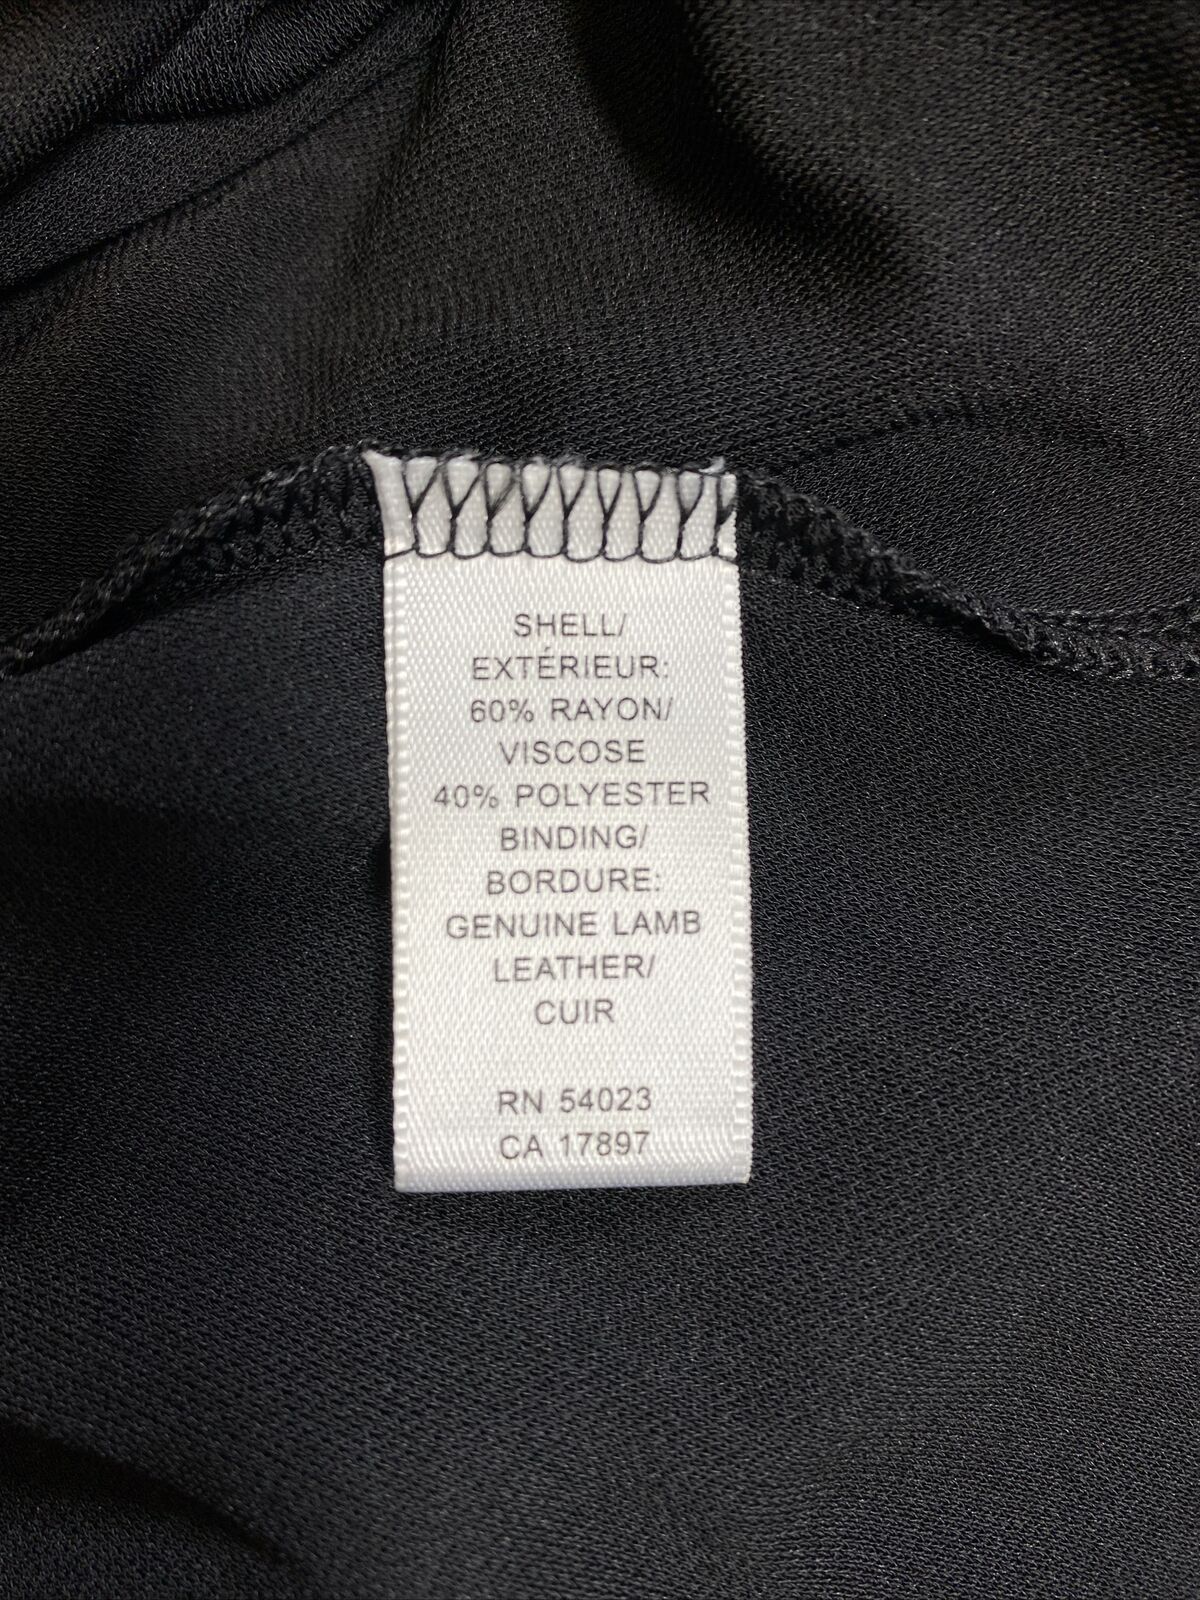 SHELL/
EXTÉRIEUR:
60% RAYON/
VISCOSE
40% POLYESTER
BINDING/
BORDURE:
GENUINE LAMB
LEATHER/
CUIR
RN 54023
CA 17897